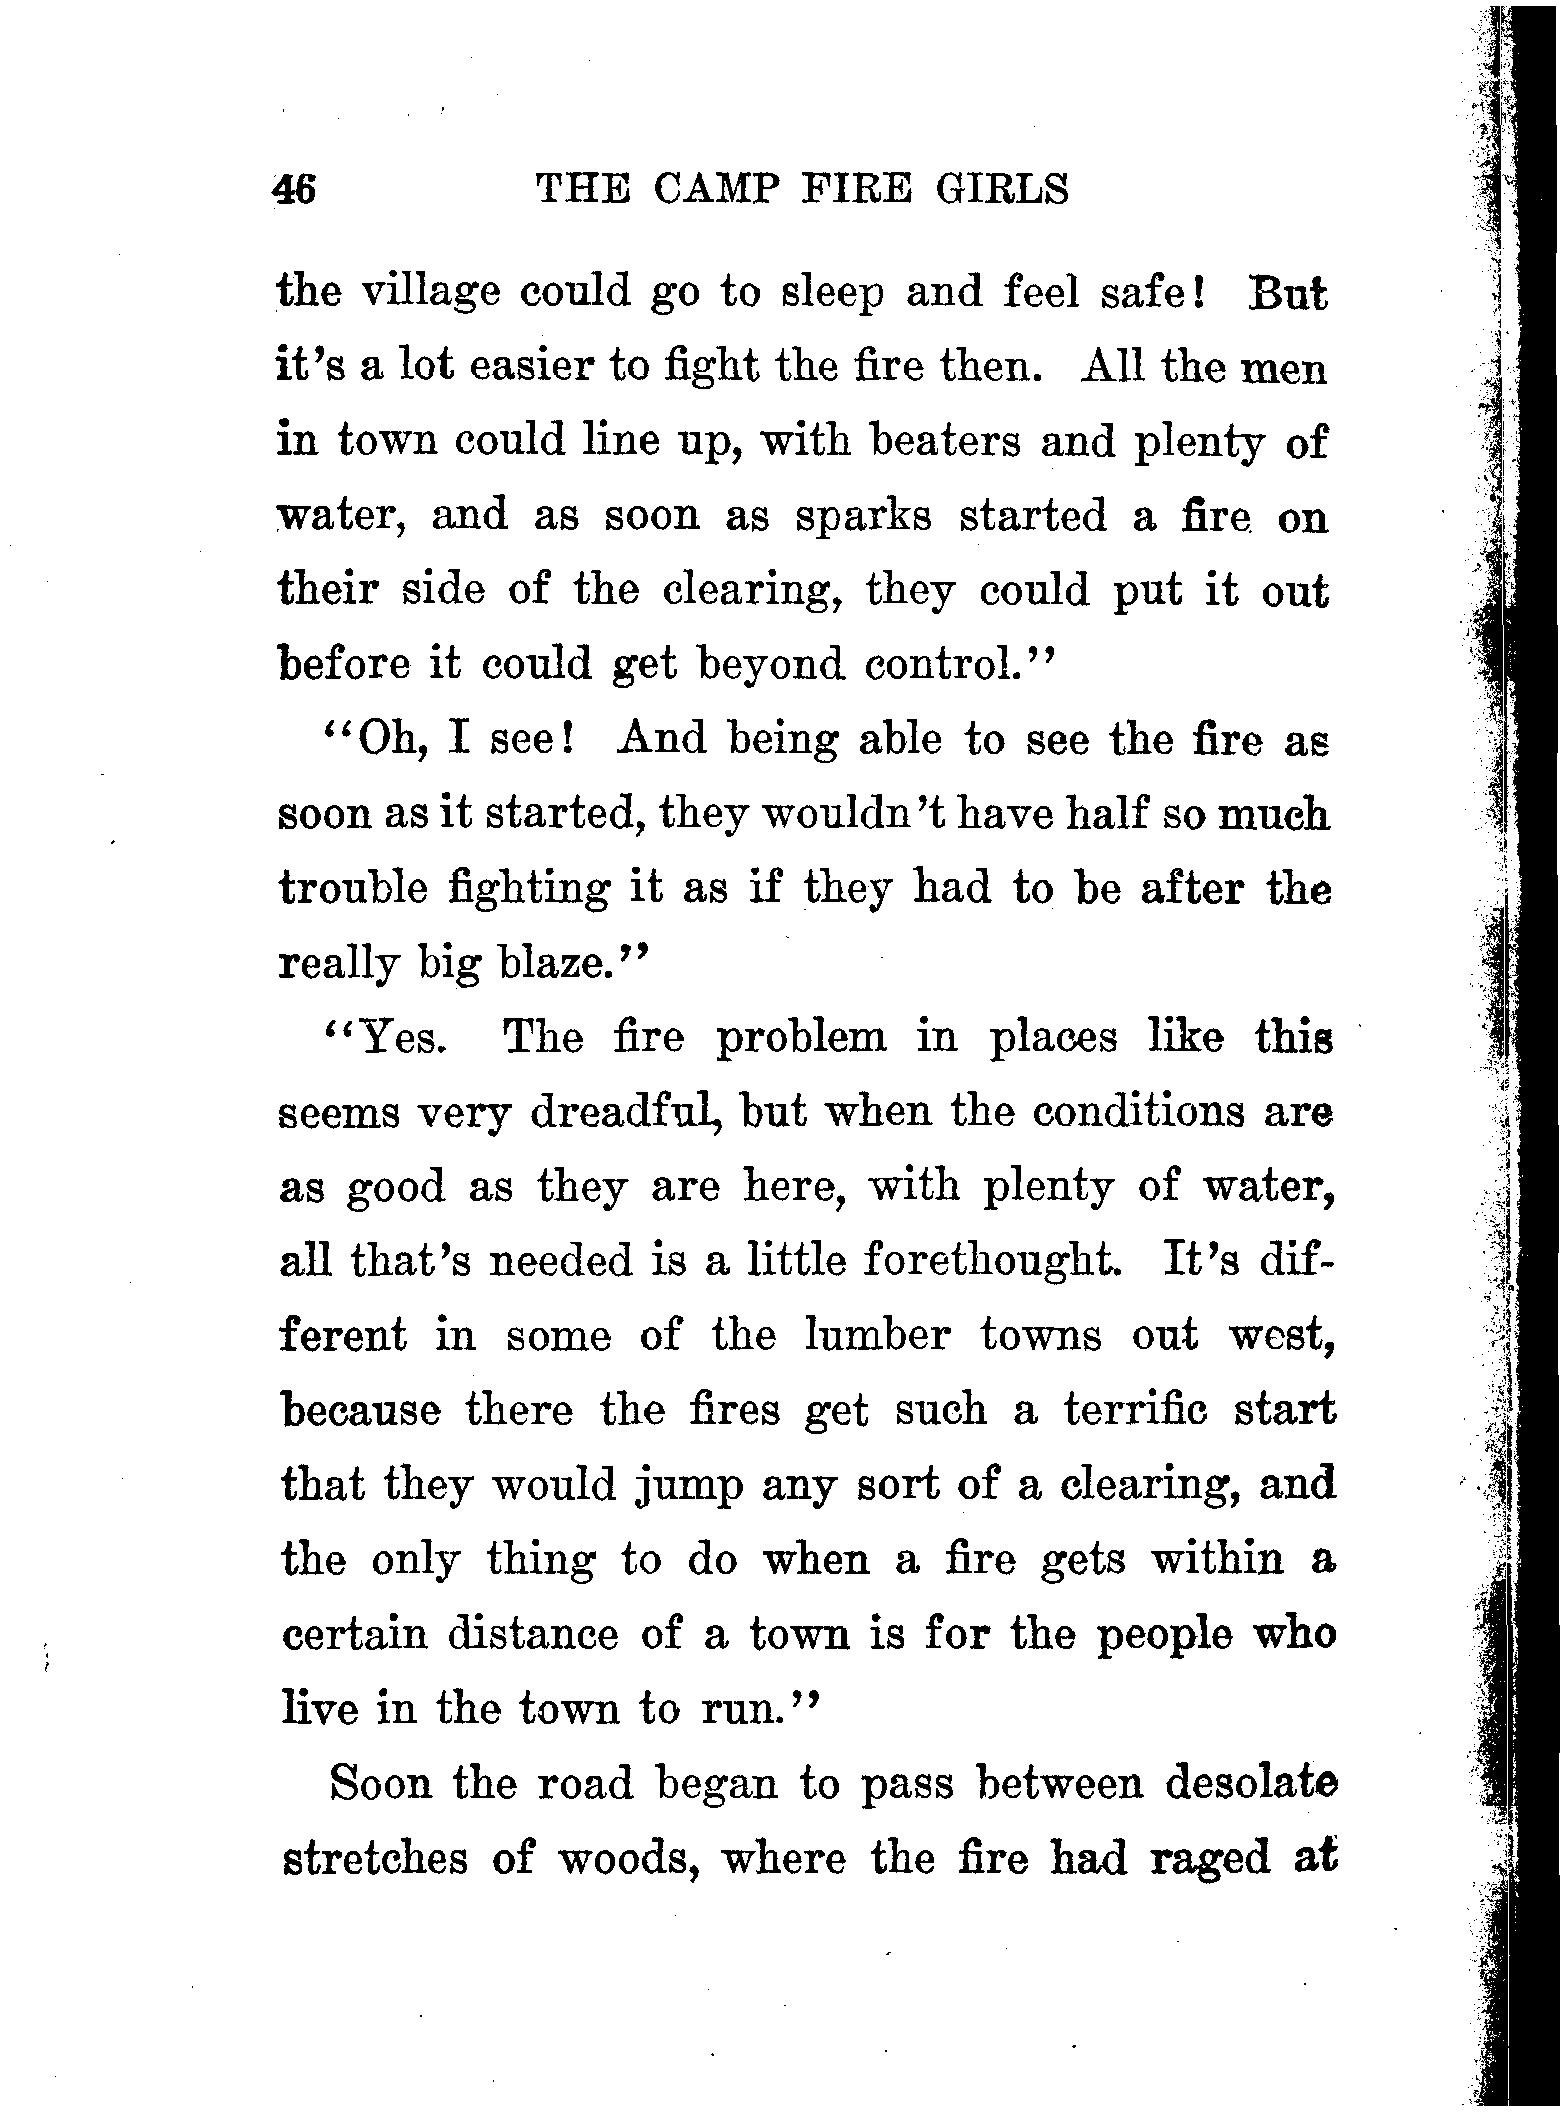 46 THE CAMP FIRE GIRLS
the village could go to sleep and feel safe! But
it's a lot easier to fight the fire then. All the men
in town could line up, with beaters and plenty of
water, and as soon as sparks started a fire on
their side of the clearing, they could put it out
before it could get beyond control."
"Oh, I see! And being able to see the fire as
soon as it started, they wouldn't have half so much
trouble fighting it as if they had to be after the
really big blaze."
"Yes. The fire problem in places like this
seems very dreadful, but when the conditions are
as good as they are here, with plenty of water,
all that's needed is a little forethought. It's dif-
ferent in some of the lumber towns out west,
because there the fires get such a terrific start
that they would jump any sort of a clearing, and
the only thing to do when a fire gets within a
certain distance of a town is for the people who
live in the town to run."
Soon the road began to pass between desolate
stretches of woods, where the fire had raged at